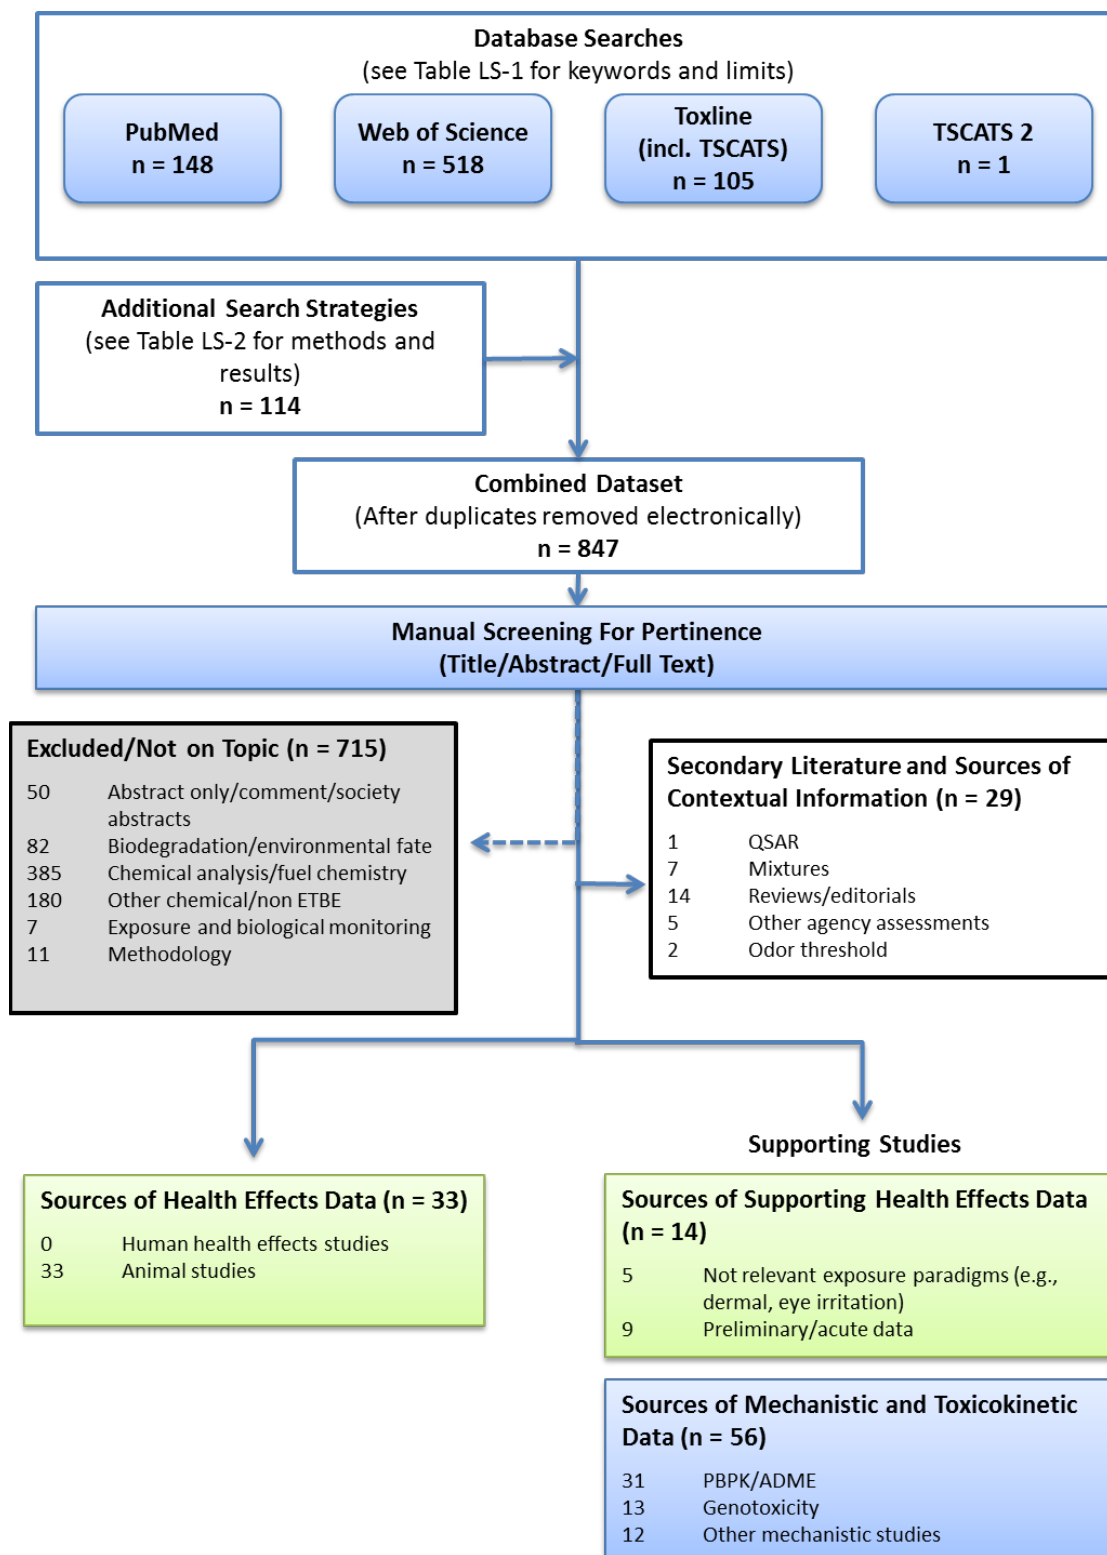 Database Searches
(see Table LS-1 for keywords and limits)
PubMed
n = 148
Web of Science
n = 518
Toxline
(incl. TSCATS)
n = 105
TSCATS 2
n = 1
Additional Search Strategies
(see Table LS-2 for methods and
results)
n = 114
Combined Dataset
(After duplicates removed electronically)
n = 847
Manual Screening For Pertinence
(Title/Abstract/Full Text)
Excluded/Not on Topic (n = 715)
50 Abstract only/comment/society
abstracts
82 Biodegradation/environmental fate
385 Chemical analysis/fuel chemistry
180 Other chemical/non ETBE
7 Exposure and biological monitoring
11 Methodology
Secondary Literature and Sources of
Contextual Information (n = 29)
1 QSAR
7 Mixtures
14 Reviews/editorials
5 Other agency assessments
2 Odor threshold
Sources of Health Effects Data (n = 33)
0 Human health effects studies
33 Animal studies
Supporting Studies
Sources of Supporting Health Effects Data
(n = 14)
5 Not relevant exposure paradigms (e.g.,
dermal, eye irritation)
9 Preliminary/acute data
Sources of Mechanistic and Toxicokinetic
Data (n = 56)
31 PBPK/ADME
13 Genotoxicity
12 Other mechanistic studies